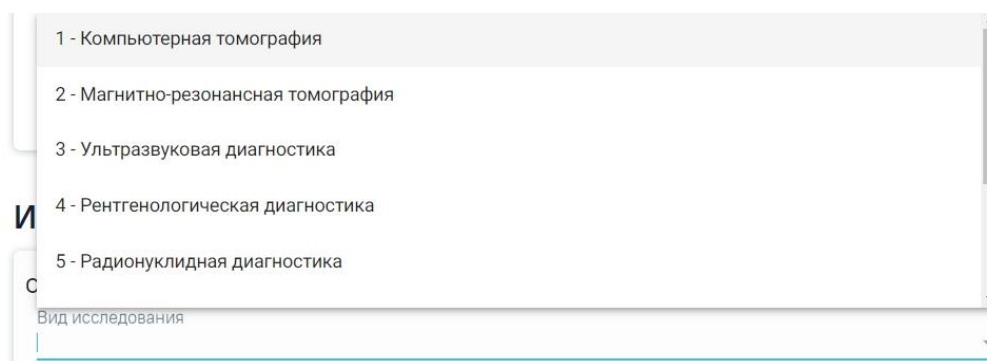 1 - Компьютерная томография
2 - Магнитно-резонансная томография
3 - Ультразвуковая диагностика
4 - Рентгенологическая диагностика
5 - Радионуклидная диагностика
Вид исследования